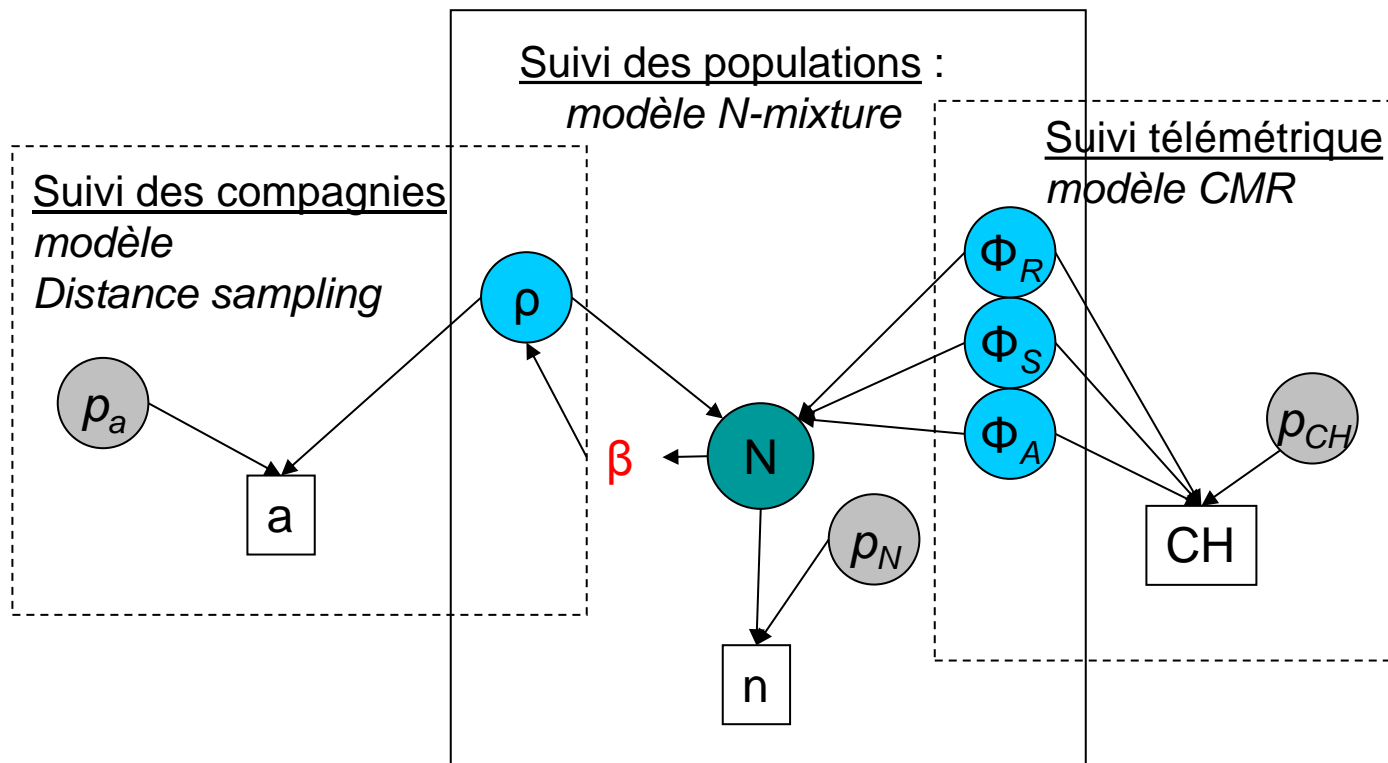 Suivi des populations :
modèle N-mixture
Suivi des compagnies
modèle
Distance sampling
Suivi télémétrique
modèle CMR
ρ
Φ_R
Φ_S
Φ_A
p_a
p_CH
β
N
a
p_N
CH
n